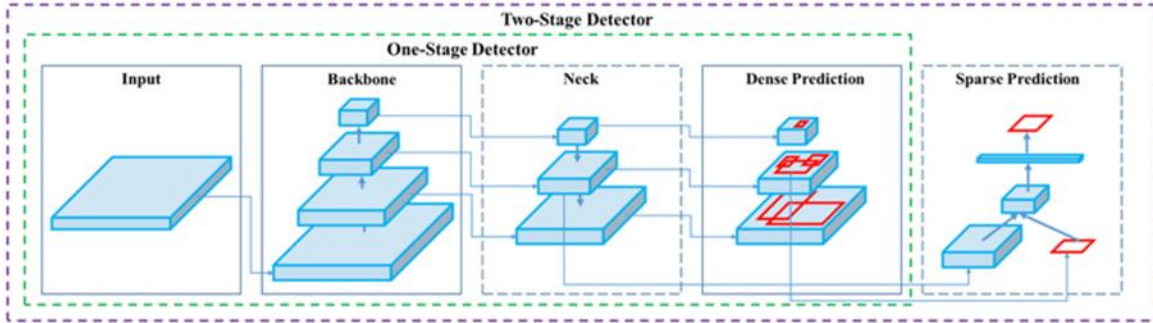 Two-Stage Detector
One-Stage Detector
Input
Backbone
Neck
Dense Prediction
Sparse Prediction